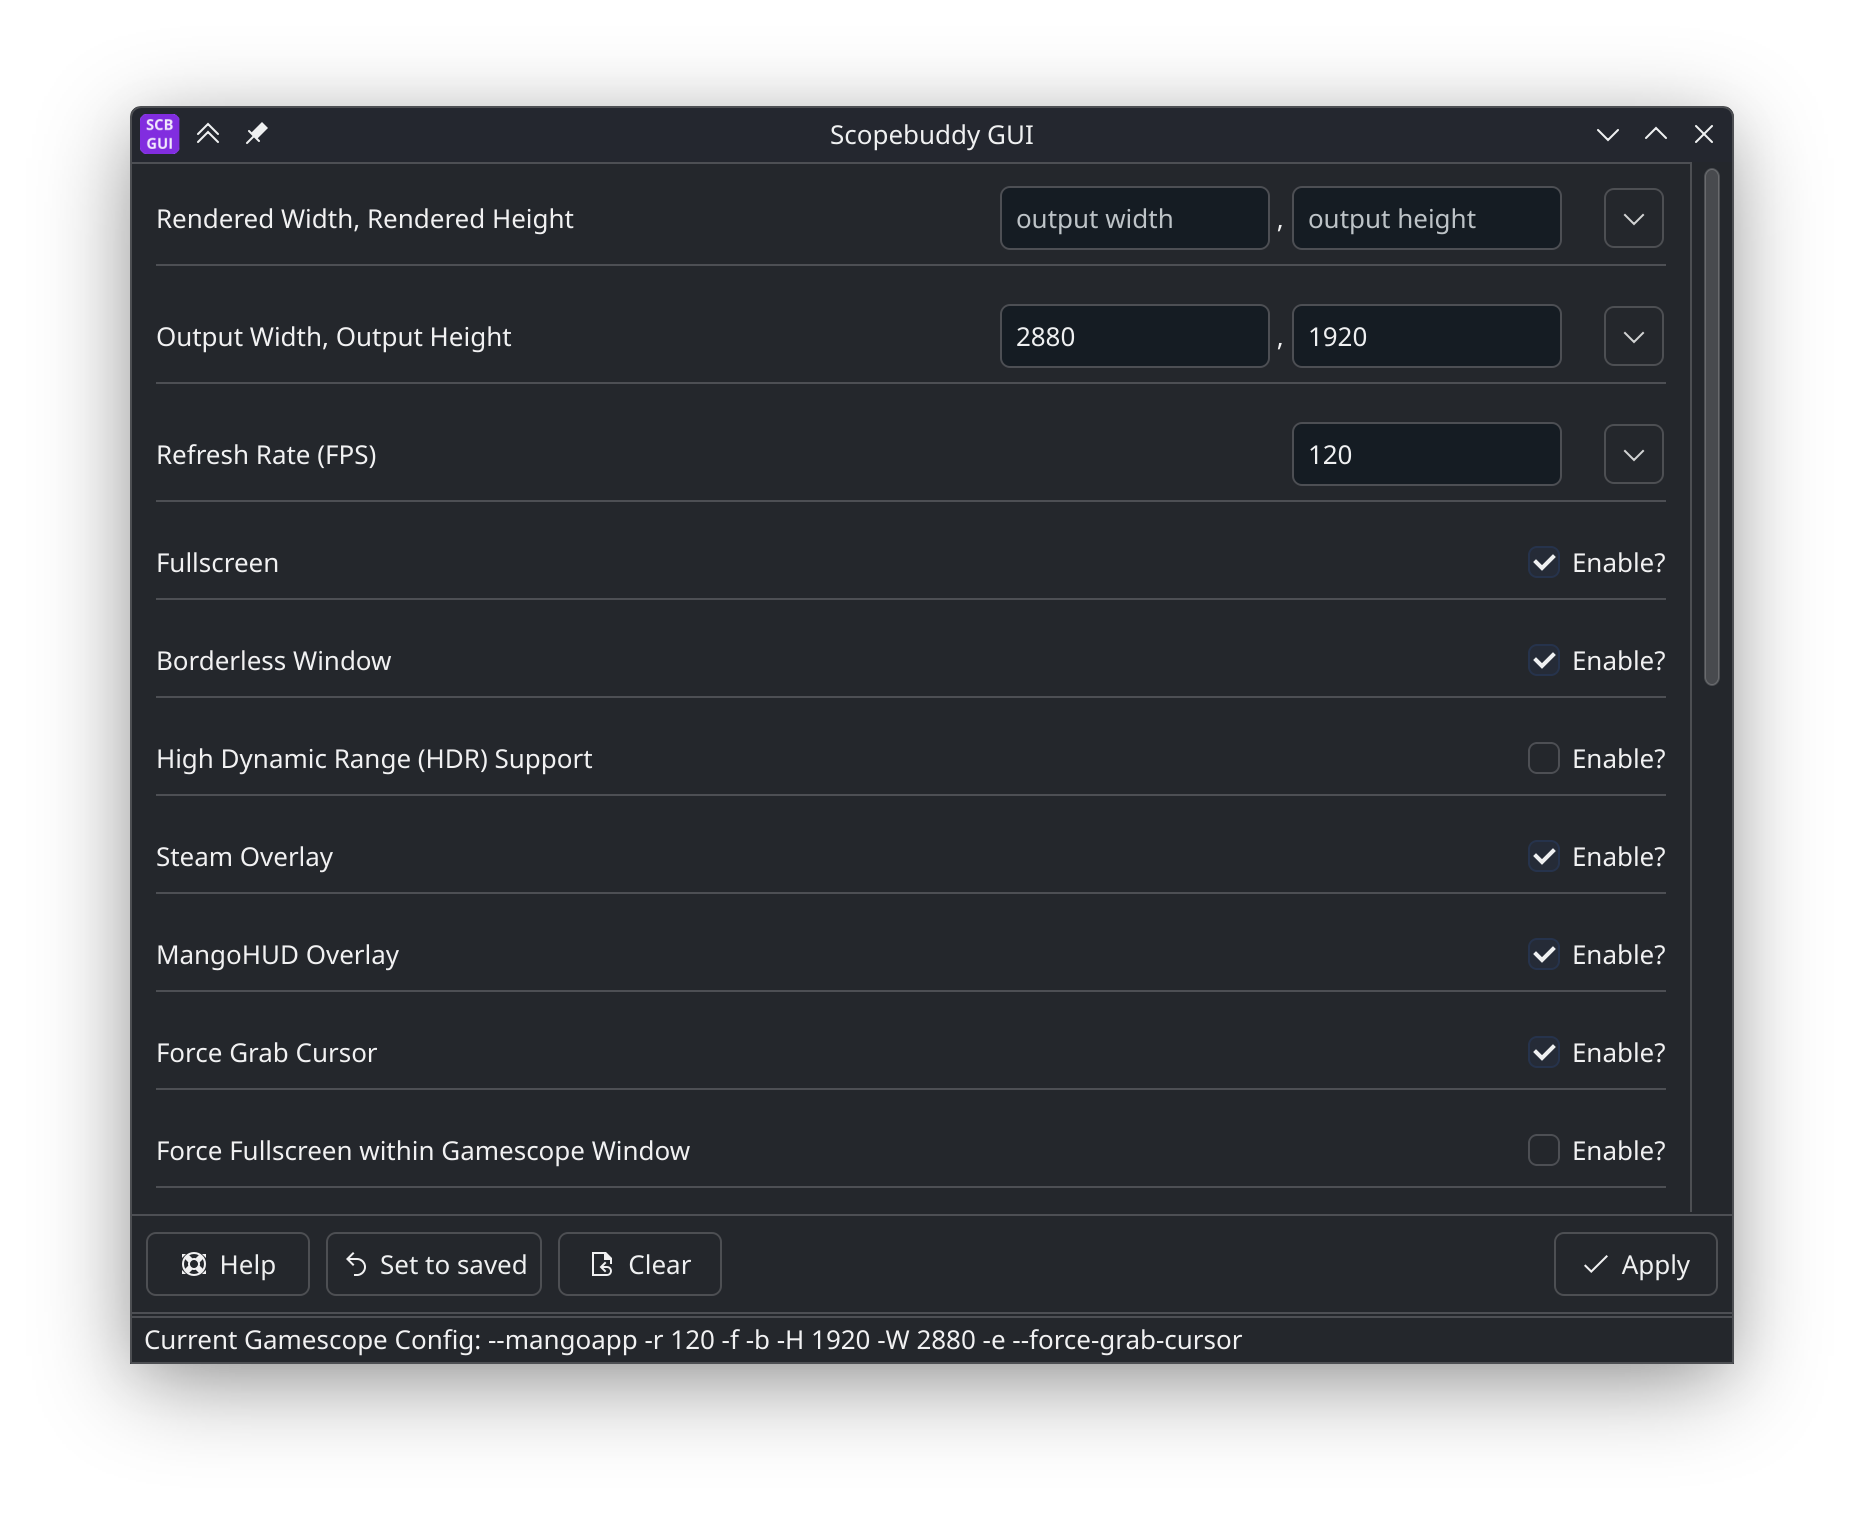 SCB
GUI
Scopebuddy GUI
Rendered Width, Rendered Height output width , output height
Output Width, Output Height 2880 , 1920
Refresh Rate (FPS) 120
Fullscreen Enable?
Borderless Window Enable?
High Dynamic Range (HDR) Support Enable?
Steam Overlay Enable?
MangoHUD Overlay Enable?
Force Grab Cursor Enable?
Force Fullscreen within Gamescope Window Enable?
Help Set to saved Clear Apply
Current Gamescope Config: --mangoapp -r 120 -f -b -H 1920 -W 2880 -e --force-grab-cursor